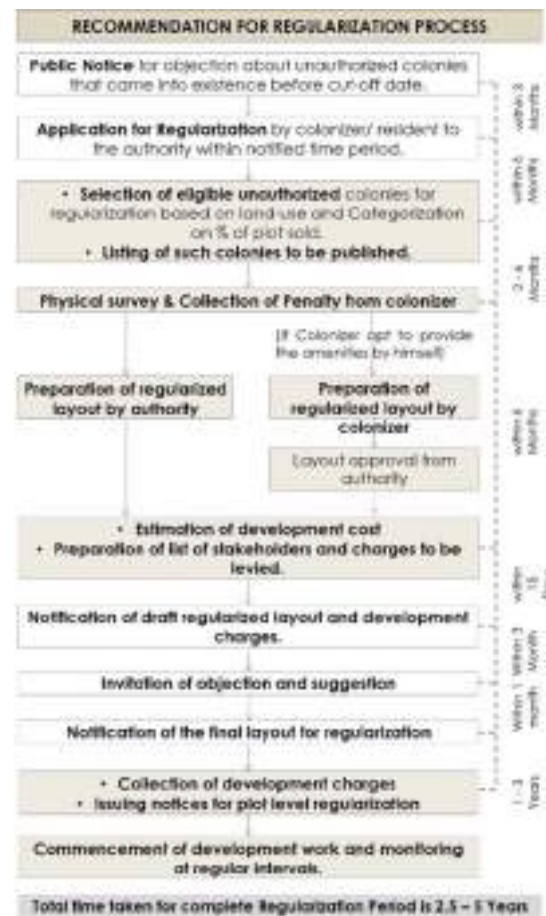 RECOMMENDATION FOR REGULARIZATION PROCESS
Public Notice for objection about unauthorized colonies
that came into existence before cut-off date.
within 3
Months
Application for Regularization by colonizer/ resident to
the authority within notified time period.
within 6
Months
• Selection of eligible unauthorized colonies for
regularization based on land use and Categorization
on % of plot sold.
• Listing of such colonies to be published.
Months
Physical survey & Collection of Penalty from colonizer
(If Colonizer opt to provide
the amenities by himself)
Preparation of regularized
layout by authority
Preparation of
regularized layout by
colonizer
Layout approval from
authority
within 6
Months
• Estimation of development cost
• Preparation of list of stakeholders and charges to be
levied.
within
15
Notification of draft regularized layout and development
charges.
Within
Month
Invitation of objection and suggestion
Within 1
month
Notification of the final layout for regularization
• Collection of development charges
• Issuing notices for plot level regularization
Years
Commencement of development work and monitoring
at regular intervals.
Total time taken for complete Regularization Period is 2.5 – 5 Years